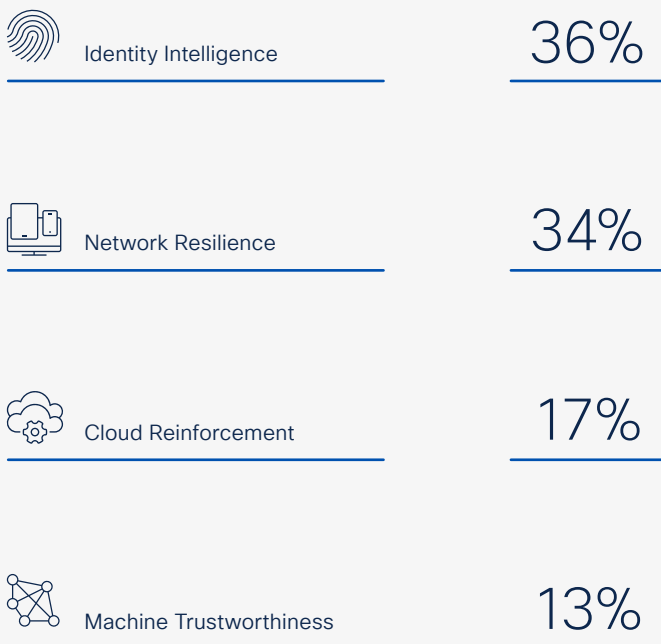 Identity Intelligence 36%
Network Resilience 34%
Cloud Reinforcement 17%
Machine Trustworthiness 13%